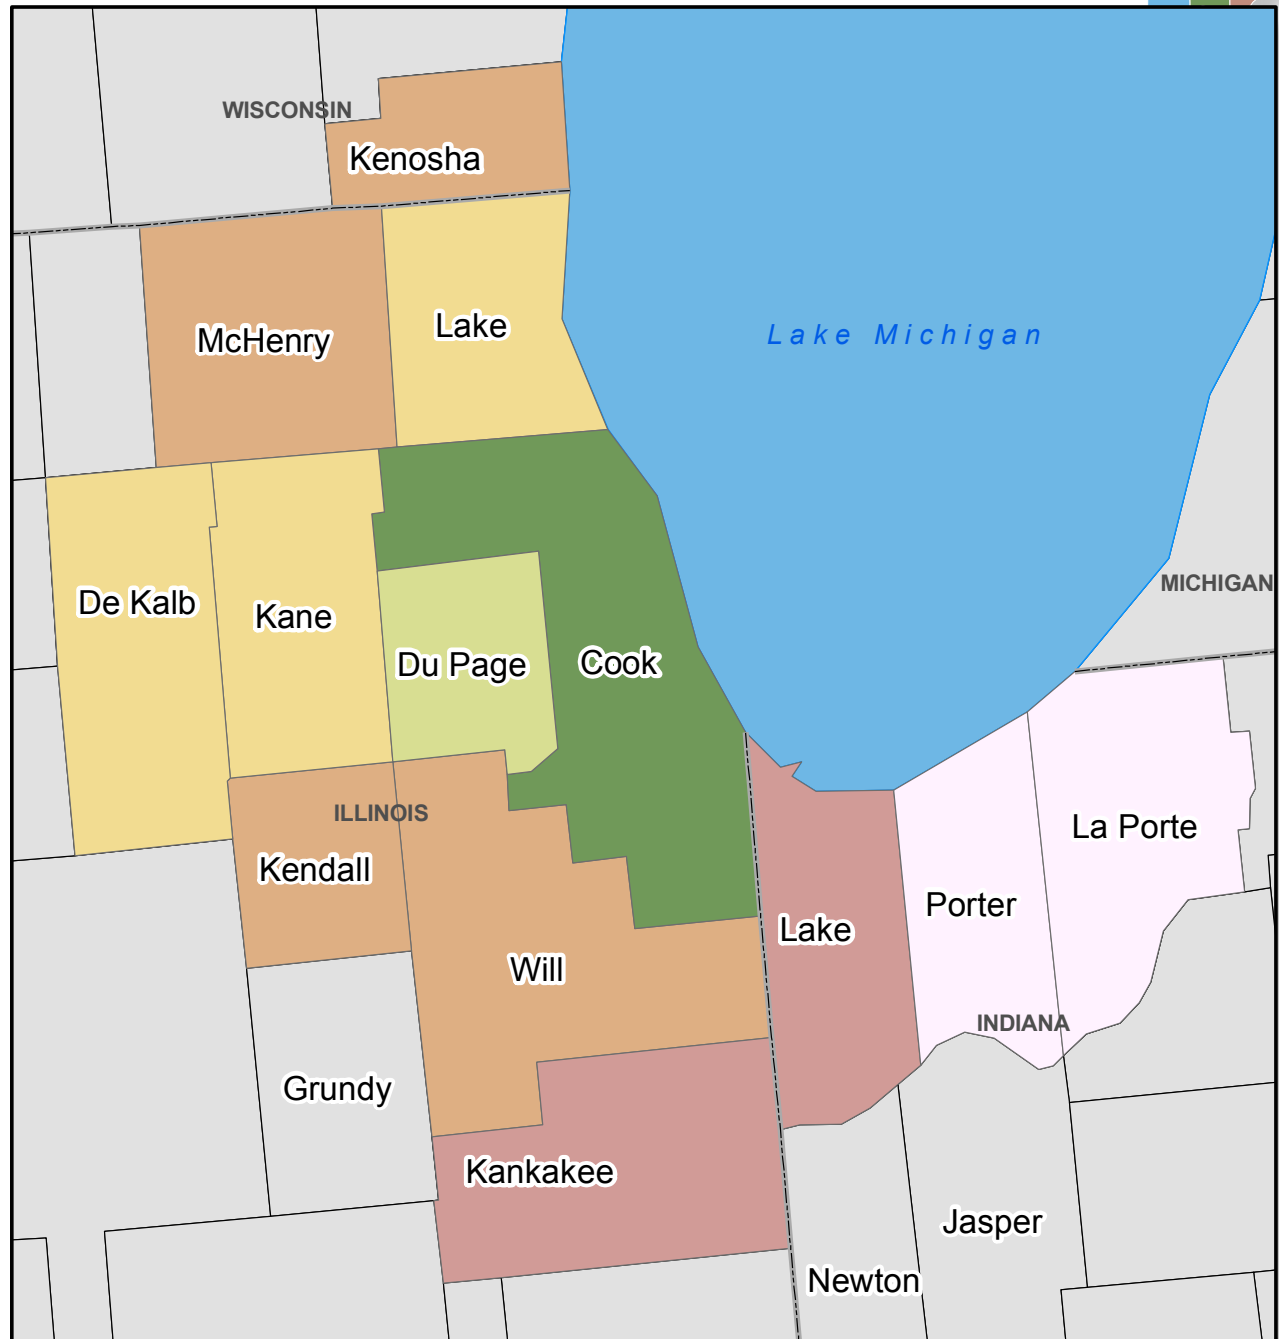 WISCONSIN
Kenosha
McHenry
Lake
Lake Michigan
De Kalb
Kane
Du Page
Cook
MICHIGAN
ILLINOIS
Kendall
La Porte
Porter
Lake
Will
INDIANA
Grundy
Kankakee
Jasper
Newton